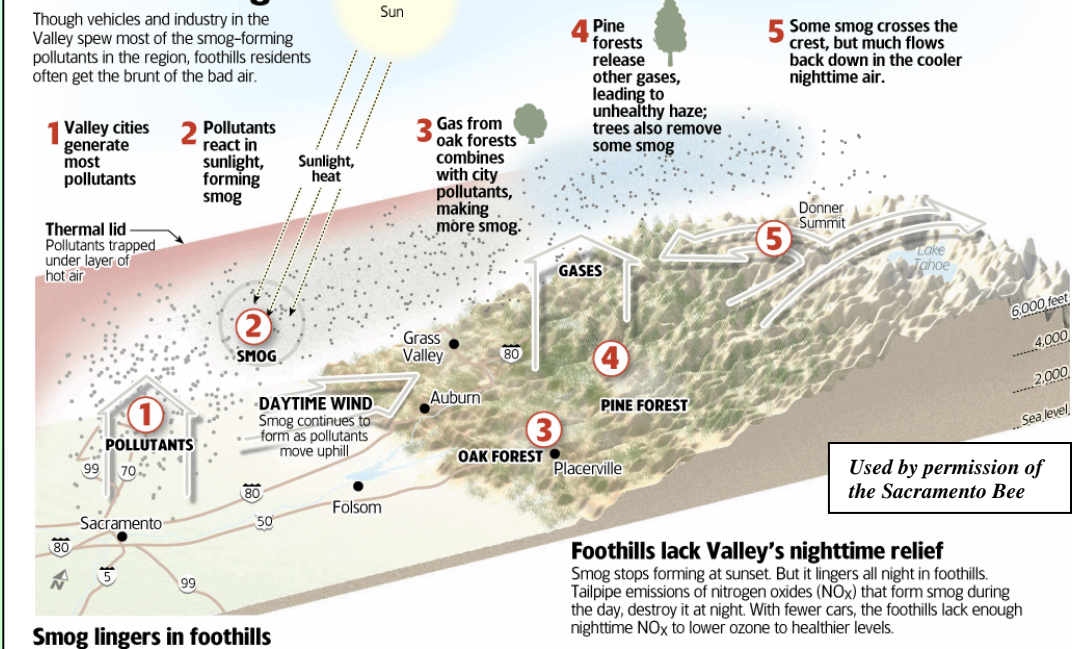 Though vehicles and industry in the
Valley spew most of the smog-forming
pollutants in the region, foothills residents
often get the brunt of the bad air.
Sun
1 Valley cities
generate
most
pollutants
2 Pollutants
react in
sunlight,
forming
smog
Sunlight,
heat
3 Gas from
oak forests
combines
with city
pollutants,
making
more smog.
4 Pine
forests
release
other gases,
leading to
unhealthy haze;
trees also remove
some smog
5 Some smog crosses the
crest, but much flows
back down in the cooler
nighttime air.
Thermal lid
Pollutants trapped
under layer of
hot air
2
SMOG
1
POLLUTANTS
DAYTIME WIND
Smog continues to
form as pollutants
move uphill
GASES
Donner
Summit
5
Lake
Tahoe
6,000 feet
4,000
2,000
Sea level
Grass
Valley
80
4
PINE FOREST
Auburn
3
OAK FOREST
Placerville
99
70
80
Folsom
50
Sacramento
80
5
99
N
Used by permission of
the Sacramento Bee
Foothills lack Valley's nighttime relief
Smog stops forming at sunset. But it lingers all night in foothills.
Tailpipe emissions of nitrogen oxides (NOx) that form smog during
the day, destroy it at night. With fewer cars, the foothills lack enough
nighttime NOx to lower ozone to healthier levels.
Smog lingers in foothills